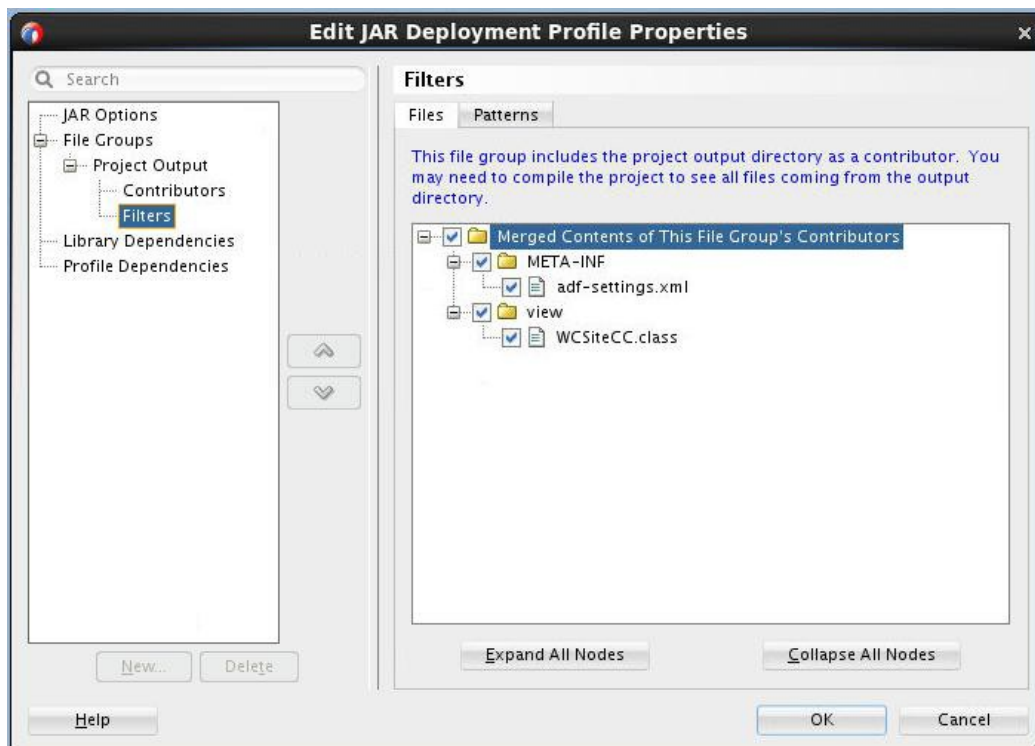 Edit JAR Deployment Profile Properties
Search
JAR Options
File Groups
Project Output
Contributors
Filters
Library Dependencies
Profile Dependencies
New...
Delete
Filters
Files
Patterns
This file group includes the project output directory as a contributor. You
may need to compile the project to see all files coming from the output
directory.
Merged Contents of This File Group's Contributors
META-INF
adf-settings.xml
view
WCSiteCC.class
Expand All Nodes
Collapse All Nodes
Help
OK
Cancel